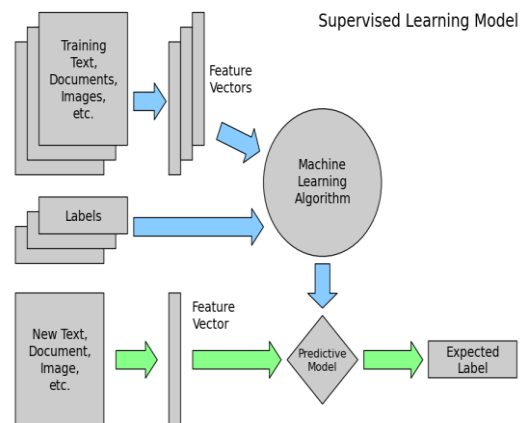 Supervised Learning Model
Training
Text,
Documents,
Images,
etc.
Feature
Vectors
Machine
Learning
Algorithm
Labels
New Text,
Document,
Image,
etc.
Feature
Vector
Predictive
Model
Expected
Label